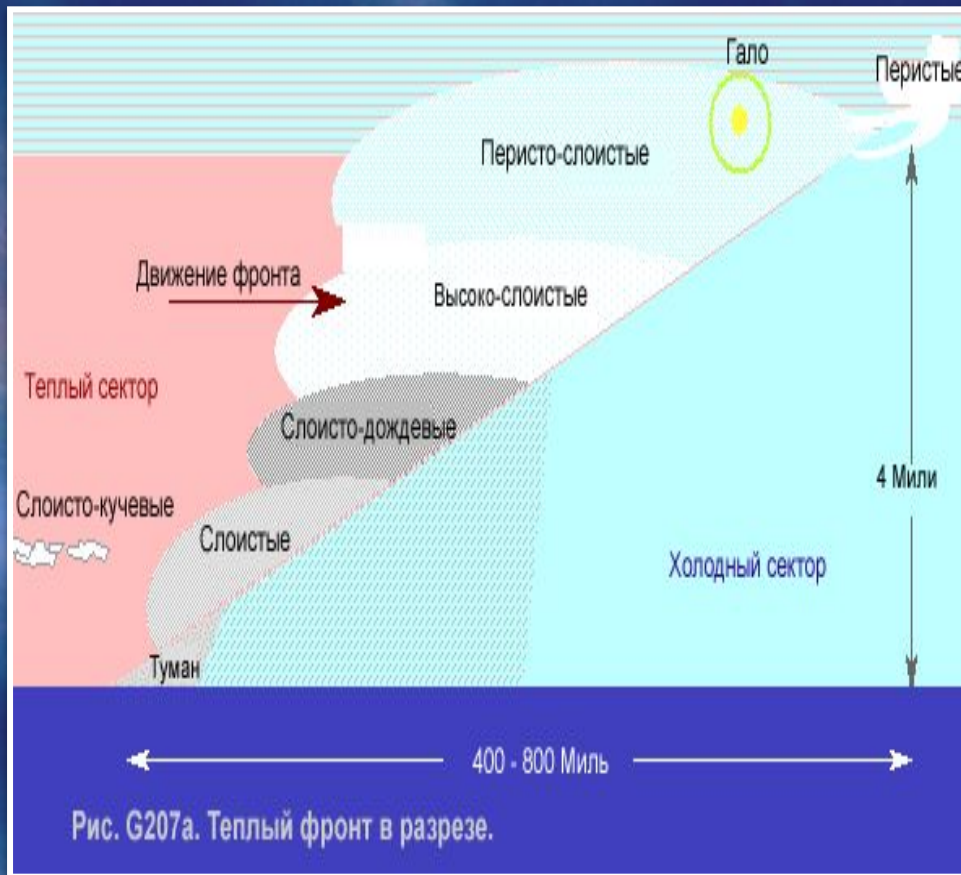 Гало
Перистые
Перисто-слоистые
Движение фронта
Высоко-слоистые
Теплый сектор
Слоисто-дождевые
4 Мили
Слоисто-кучевые
Слоистые
Холодный сектор
Туман
400 - 800 Миль
Рис. G207a. Теплый фронт в разрезе.